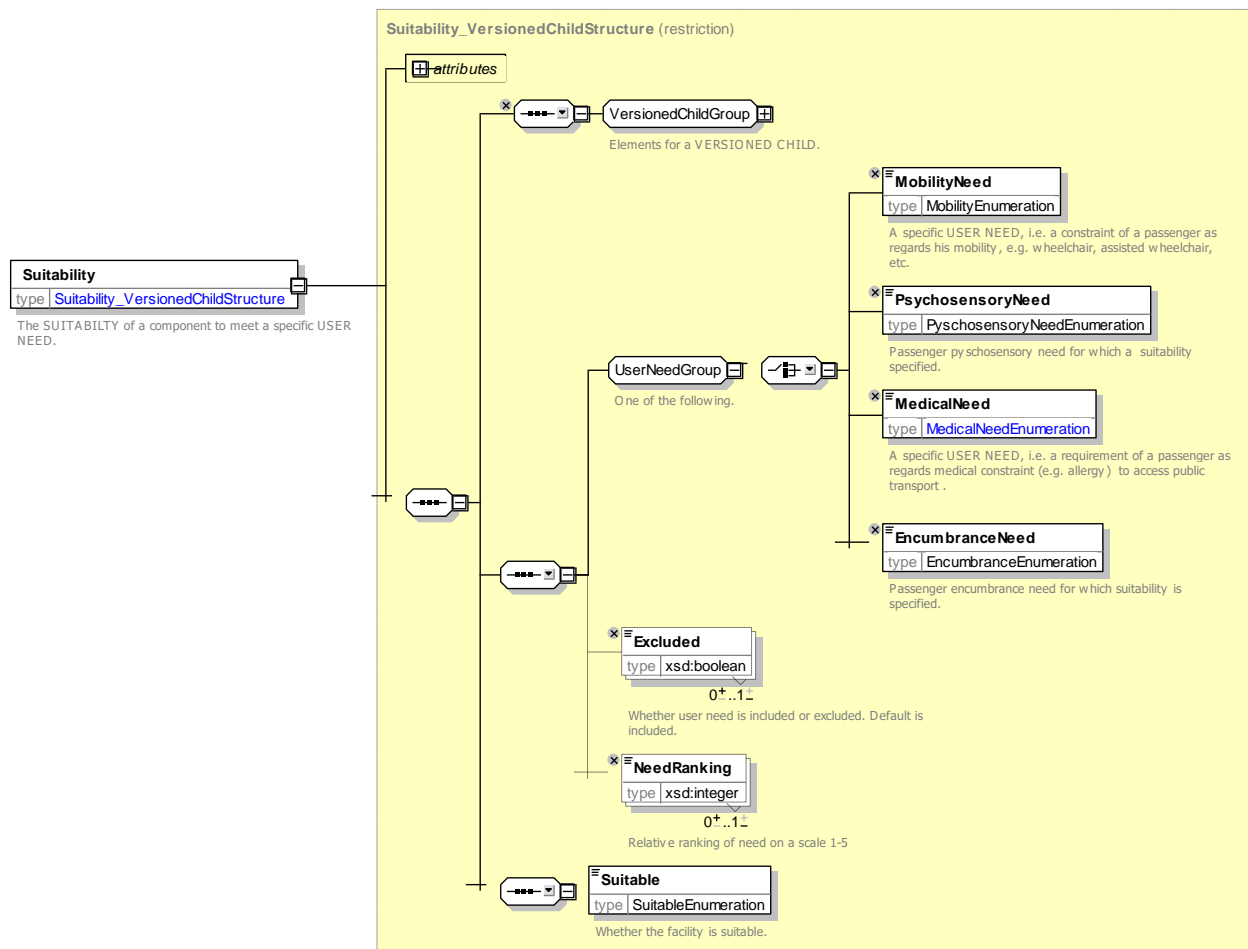 Suitability_VersionedChildStructure (restriction)
attributes
VersionedChildGroup
Elements for a VERSIONED CHILD.
MobilityNeed
type MobilityEnumeration
A specific USER NEED, i.e. a constraint of a passenger as
regards his mobility, e.g. wheelchair, assisted wheelchair,
etc.
Suitability
type Suitability_VersionedChildStructure
The SUITABILTY of a component to meet a specific USER
NEED.
PsychosensoryNeed
type PyschosensoryNeedEnumeration
Passenger pyschosensory need for which a suitability
specified.
UserNeedGroup
One of the following.
MedicalNeed
type MedicalNeedEnumeration
A specific USER NEED, i.e. a requirement of a passenger as
regards medical constraint (e.g. allergy) to access public
transport .
EncumbranceNeed
type EncumbranceEnumeration
Passenger encumbrance need for which suitability is
specified.
Excluded
type xsd:boolean
0..1
Whether user need is included or excluded. Default is
included.
NeedRanking
type xsd:integer
0..1
Relative ranking of need on a scale 1-5
Suitable
type SuitableEnumeration
Whether the facility is suitable.